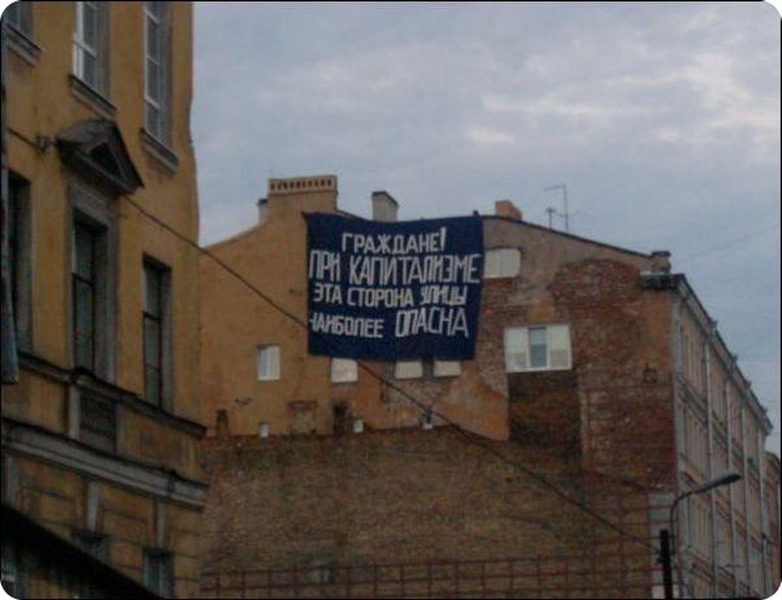 ГРАЖДАНЕ!
ПРИ КАПИТАЛИЗМЕ
ЭТА СТОРОНА УЛИЦЫ
НАИБОЛЕЕ ОПАСНА